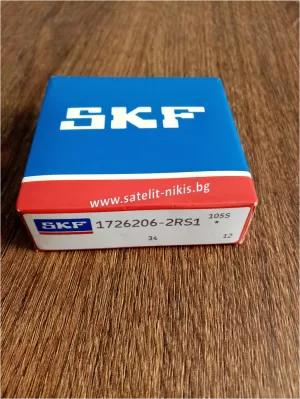 SKF
www.satelit-nikis.bg
SKF 1726206-2RS1 105S *
34 12